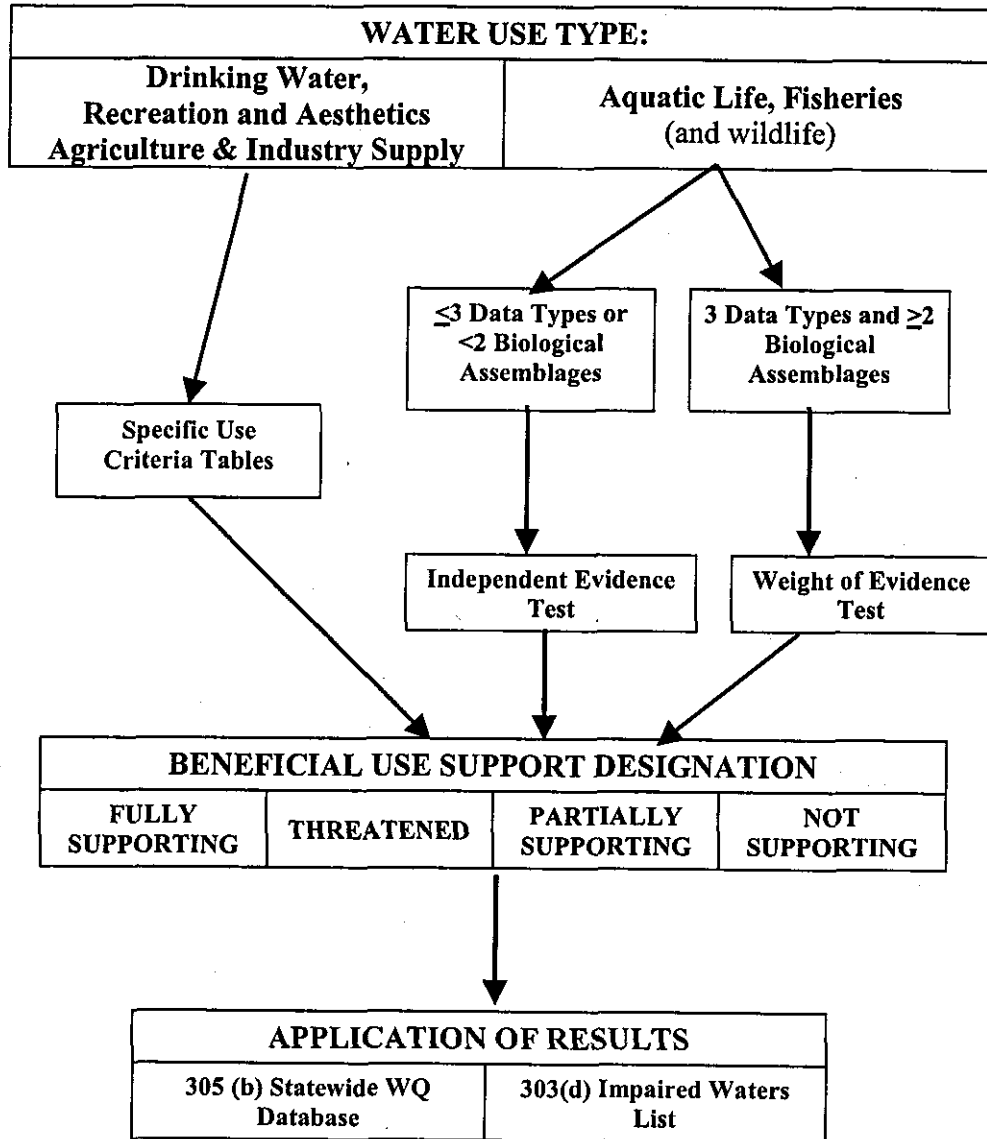 WATER USE TYPE:
Drinking Water,
Recreation and Aesthetics
Agriculture & Industry Supply
Aquatic Life, Fisheries
(and wildlife)
≤3 Data Types or
<2 Biological
Assemblages
3 Data Types and ≥2
Biological
Assemblages
Specific Use
Criteria Tables
Independent Evidence
Test
Weight of Evidence
Test
BENEFICIAL USE SUPPORT DESIGNATION
FULLY
SUPPORTING
THREATENED
PARTIALLY
SUPPORTING
NOT
SUPPORTING
APPLICATION OF RESULTS
305 (b) Statewide WQ
Database
303(d) Impaired Waters
List